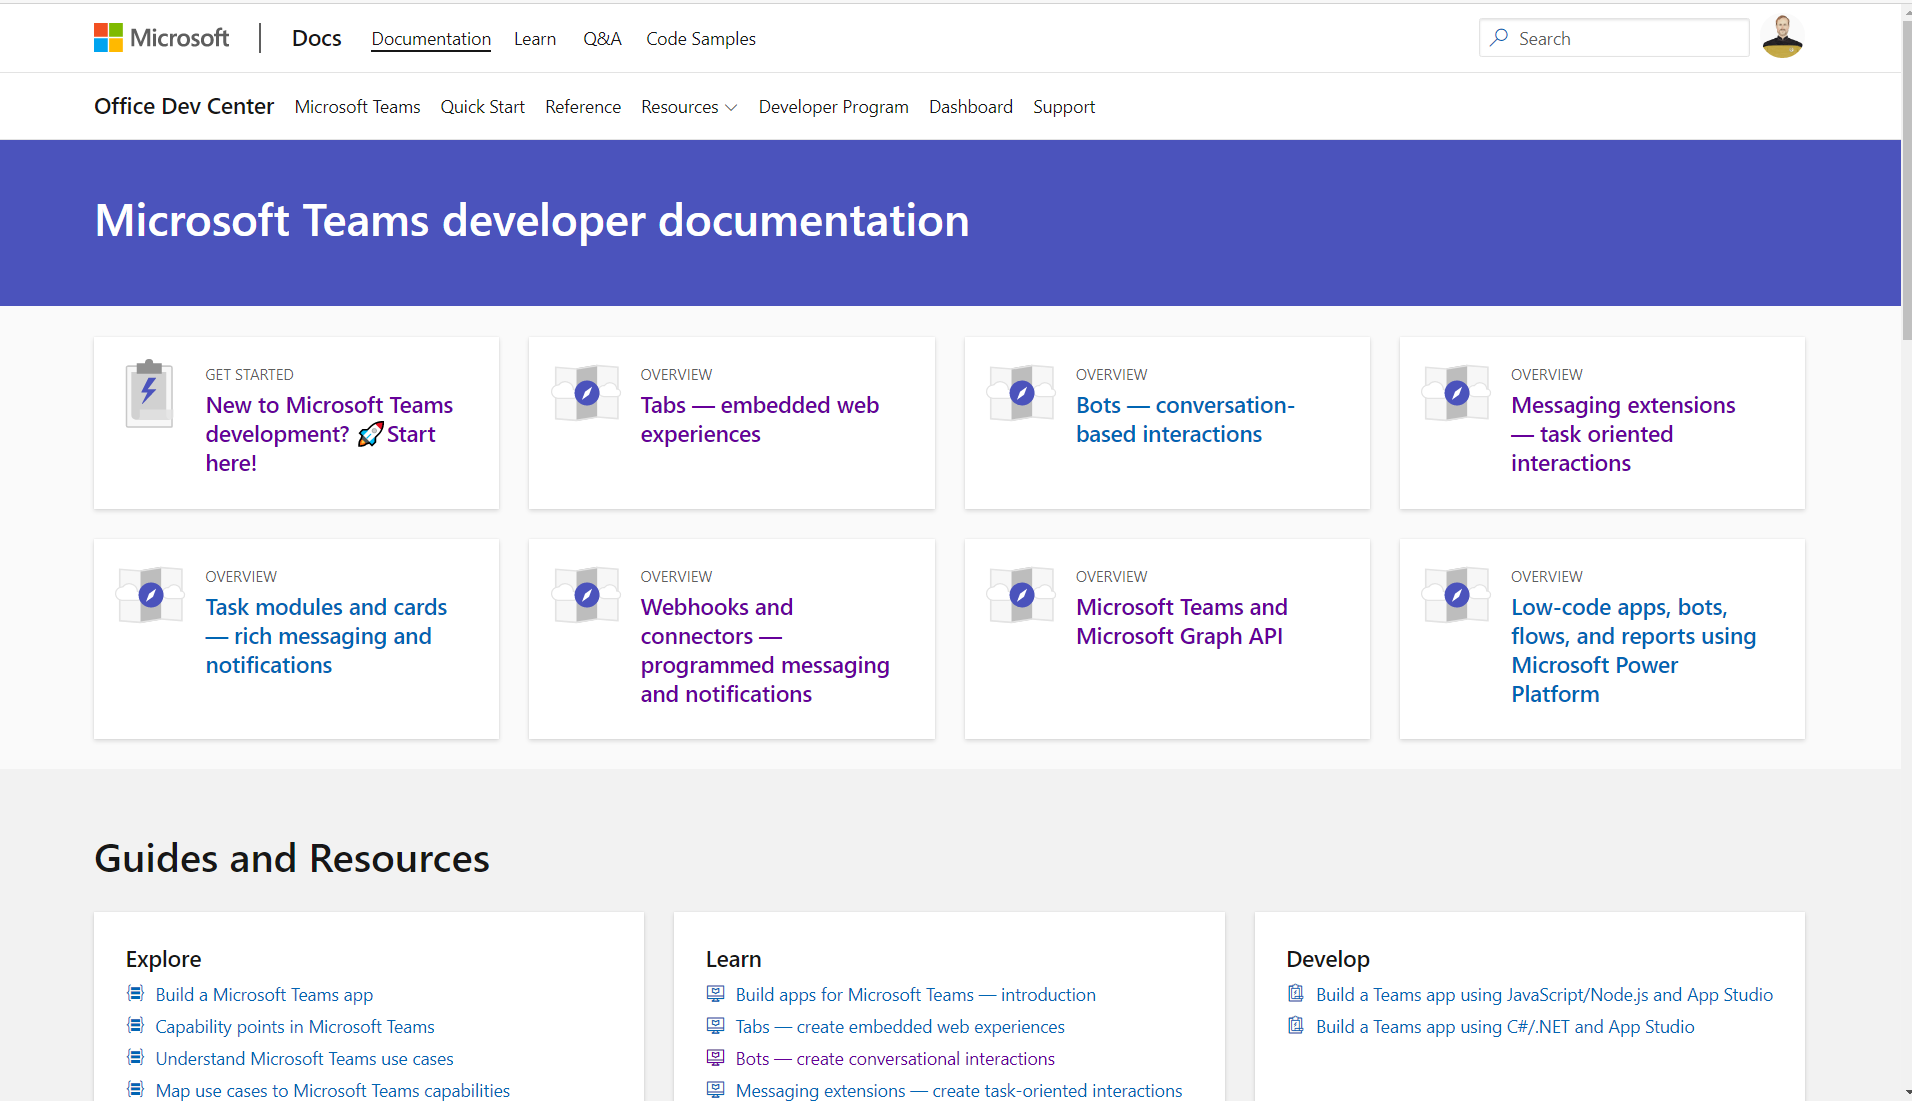 Microsoft Docs Documentation Learn Q&A Code Samples Search
Office Dev Center Microsoft Teams Quick Start Reference Resources Developer Program Dashboard Support
Microsoft Teams developer documentation
GET STARTED
New to Microsoft Teams
development? 🚀Start
here!
OVERVIEW
Tabs — embedded web
experiences
OVERVIEW
Bots — conversation-
based interactions
OVERVIEW
Messaging extensions
— task oriented
interactions
OVERVIEW
Task modules and cards
— rich messaging and
notifications
OVERVIEW
Webhooks and
connectors —
programmed messaging
and notifications
OVERVIEW
Microsoft Teams and
Microsoft Graph API
OVERVIEW
Low-code apps, bots,
flows, and reports using
Microsoft Power
Platform
Guides and Resources
Explore
Build a Microsoft Teams app
Capability points in Microsoft Teams
Understand Microsoft Teams use cases
Map use cases to Microsoft Teams capabilities
Learn
Build apps for Microsoft Teams — introduction
Tabs — create embedded web experiences
Bots — create conversational interactions
Messaging extensions — create task-oriented interactions
Develop
Build a Teams app using JavaScript/Node.js and App Studio
Build a Teams app using C#/.NET and App Studio